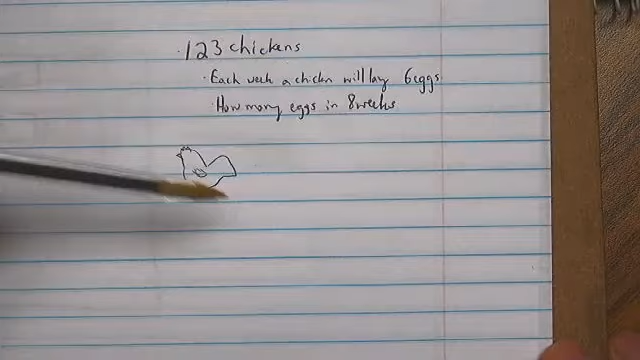 · 123 chickens
· Each week a chicken will lay 6 eggs
How many eggs in 8 weeks